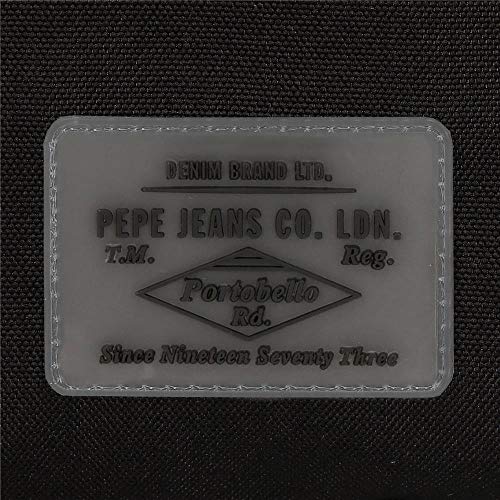 DENIM BRAND LTD.
PEPE JEANS CO. LDN.
T.M. Reg.
Portobello
Rd.
Since Nineteen Seventy Three